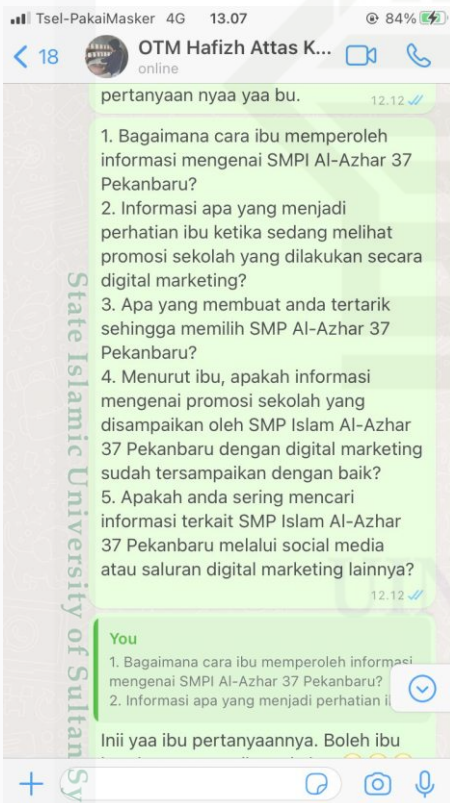 Tsel-PakaiMasker 4G 13.07 84%
18 OTM Hafizh Attas K...
online
pertanyaan nyaa yaa bu. 12.12
1. Bagaimana cara ibu memperoleh
informasi mengenai SMPI Al-Azhar 37
Pekanbaru?
2. Informasi apa yang menjadi
perhatian ibu ketika sedang melihat
promosi sekolah yang dilakukan secara
digital marketing?
3. Apa yang membuat anda tertarik
sehingga memilih SMP Al-Azhar 37
Pekanbaru?
4. Menurut ibu, apakah informasi
mengenai promosi sekolah yang
disampaikan oleh SMP Islam Al-Azhar
37 Pekanbaru dengan digital marketing
sudah tersampaikan dengan baik?
5. Apakah anda sering mencari
informasi terkait SMP Islam Al-Azhar
37 Pekanbaru melalui social media
atau saluran digital marketing lainnya?
12.12
You
1. Bagaimana cara ibu memperoleh informasi
mengenai SMPI Al-Azhar 37 Pekanbaru?
2. Informasi apa yang menjadi perhatian
Inii yaa ibu pertanyaannya. Boleh ibu
State Islamic University of Sultan Sy
UIN